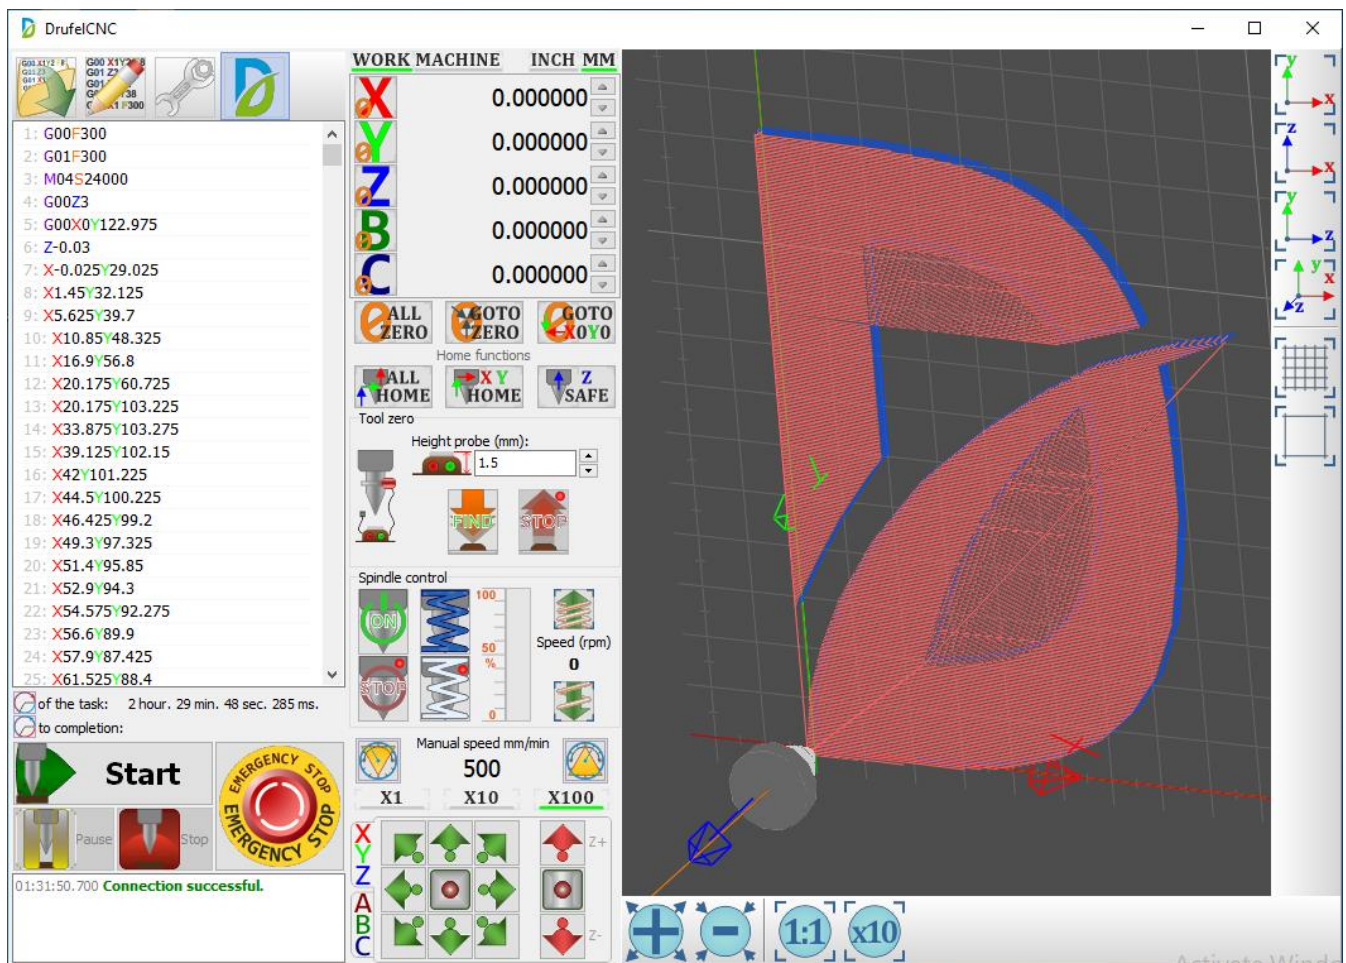 DrufelCNC
WORK MACHINE INCH MM
1: G00F300
2: G01F300
3: M04S24000
4: G00Z3
5: G00X0Y122.975
6: Z-0.03
7: X-0.025Y29.025
8: X1.45Y32.125
9: X5.625Y39.7
10: X10.85Y48.325
11: X16.9Y56.8
12: X20.175Y60.725
13: X20.175Y103.225
14: X33.875Y103.275
15: X39.125Y102.15
16: X42Y101.225
17: X44.5Y100.225
18: X46.425Y99.2
19: X49.3Y97.325
20: X51.4Y95.85
21: X52.9Y94.3
22: X54.575Y92.275
23: X56.6Y89.9
24: X57.9Y87.425
25: X61.525Y88.4
of the task: 2 hour. 29 min. 48 sec. 285 ms.
to completion:
Start
Pause
Stop
EMERGENCY STOP
EMERGENCY STOP
01:31:50.700 Connection successful.
X 0.000000
Y 0.000000
Z 0.000000
B 0.000000
C 0.000000
ALL ZERO
GOTO ZERO
GOTO X0Y0
Home functions
ALL HOME
X Y HOME
Z SAFE
Tool zero
Height probe (mm):
1.5
FIND
STOP
Spindle control
ON
STOP
100
50
%
0
Speed (rpm)
0
Manual speed mm/min
500
X1 X10 X100
X
Y
Z
A
B
C
Z+
Z-
1:1
x10
y
x
z
x
y
z
y
x
z